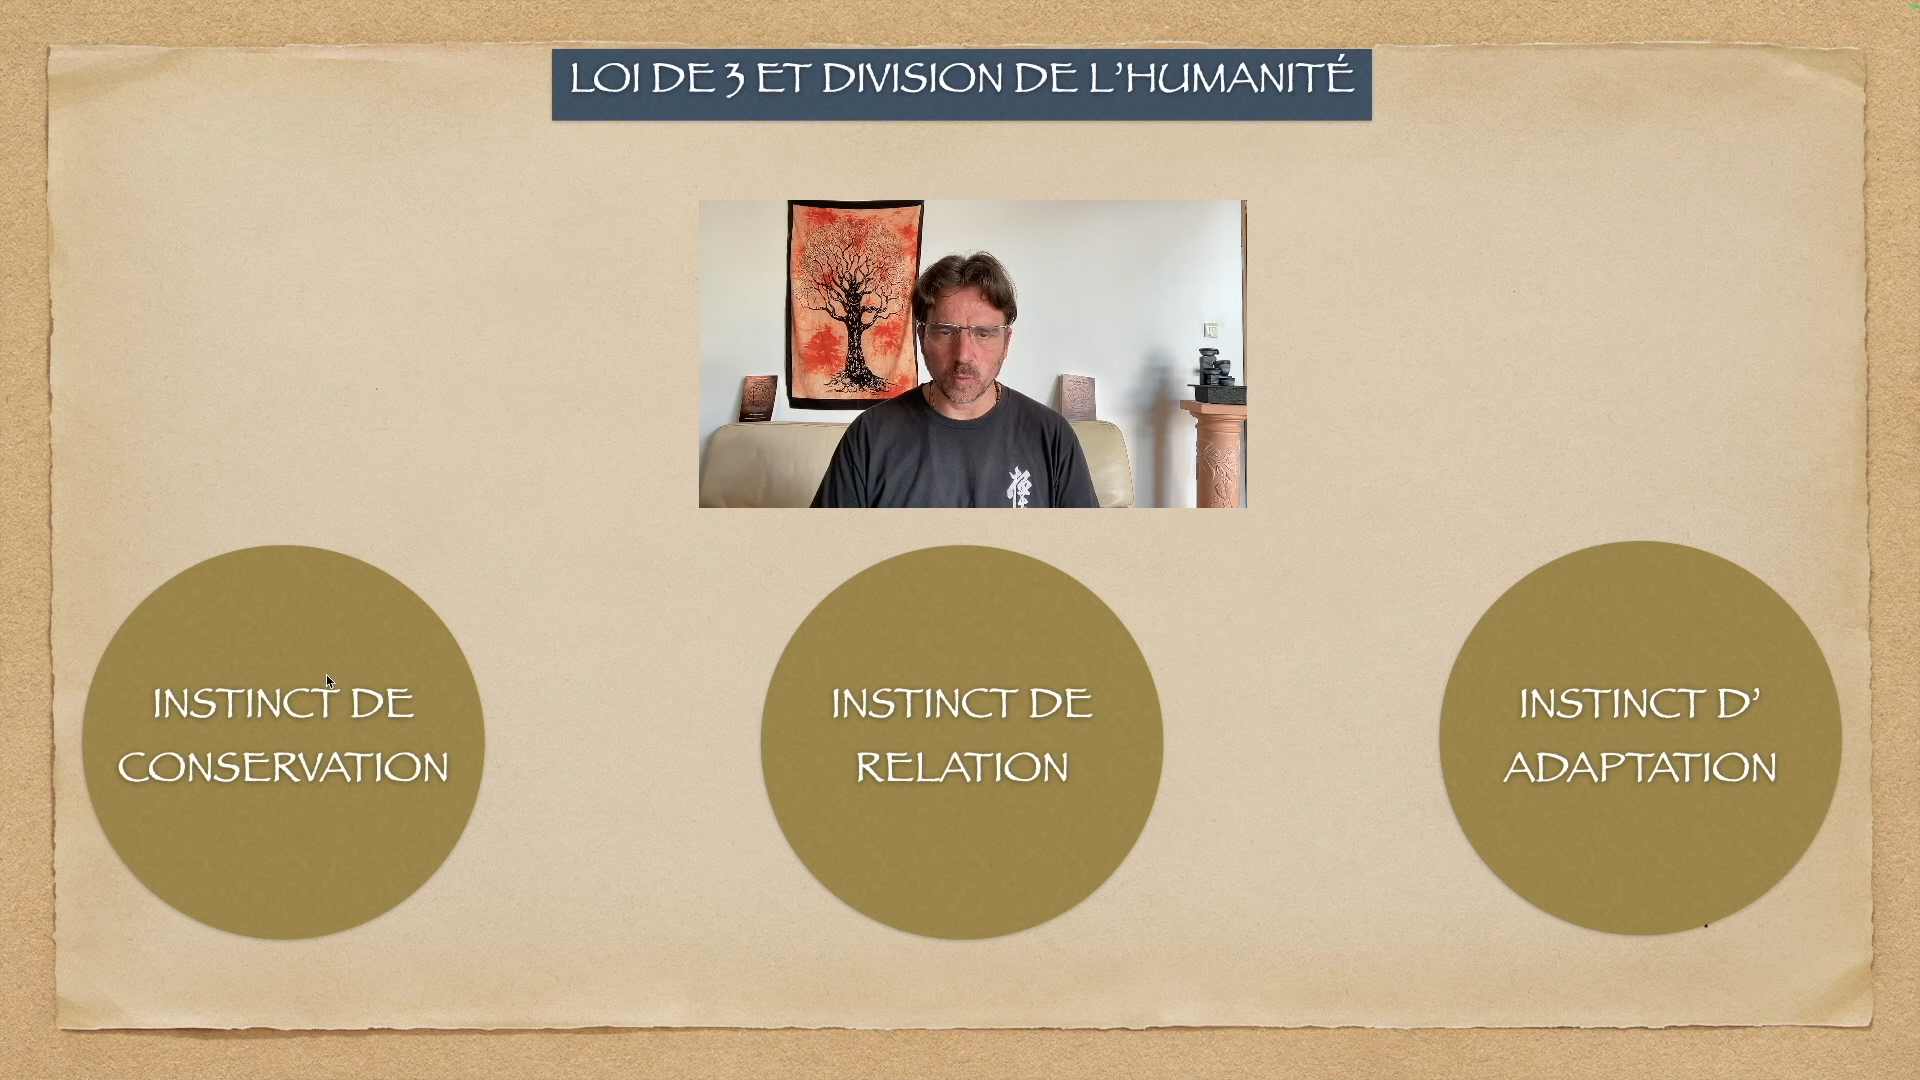 LOI DE 3 ET DIVISION DE L’HUMANITÉ
INSTINCT DE
CONSERVATION
INSTINCT DE
RELATION
INSTINCT D’
ADAPTATION